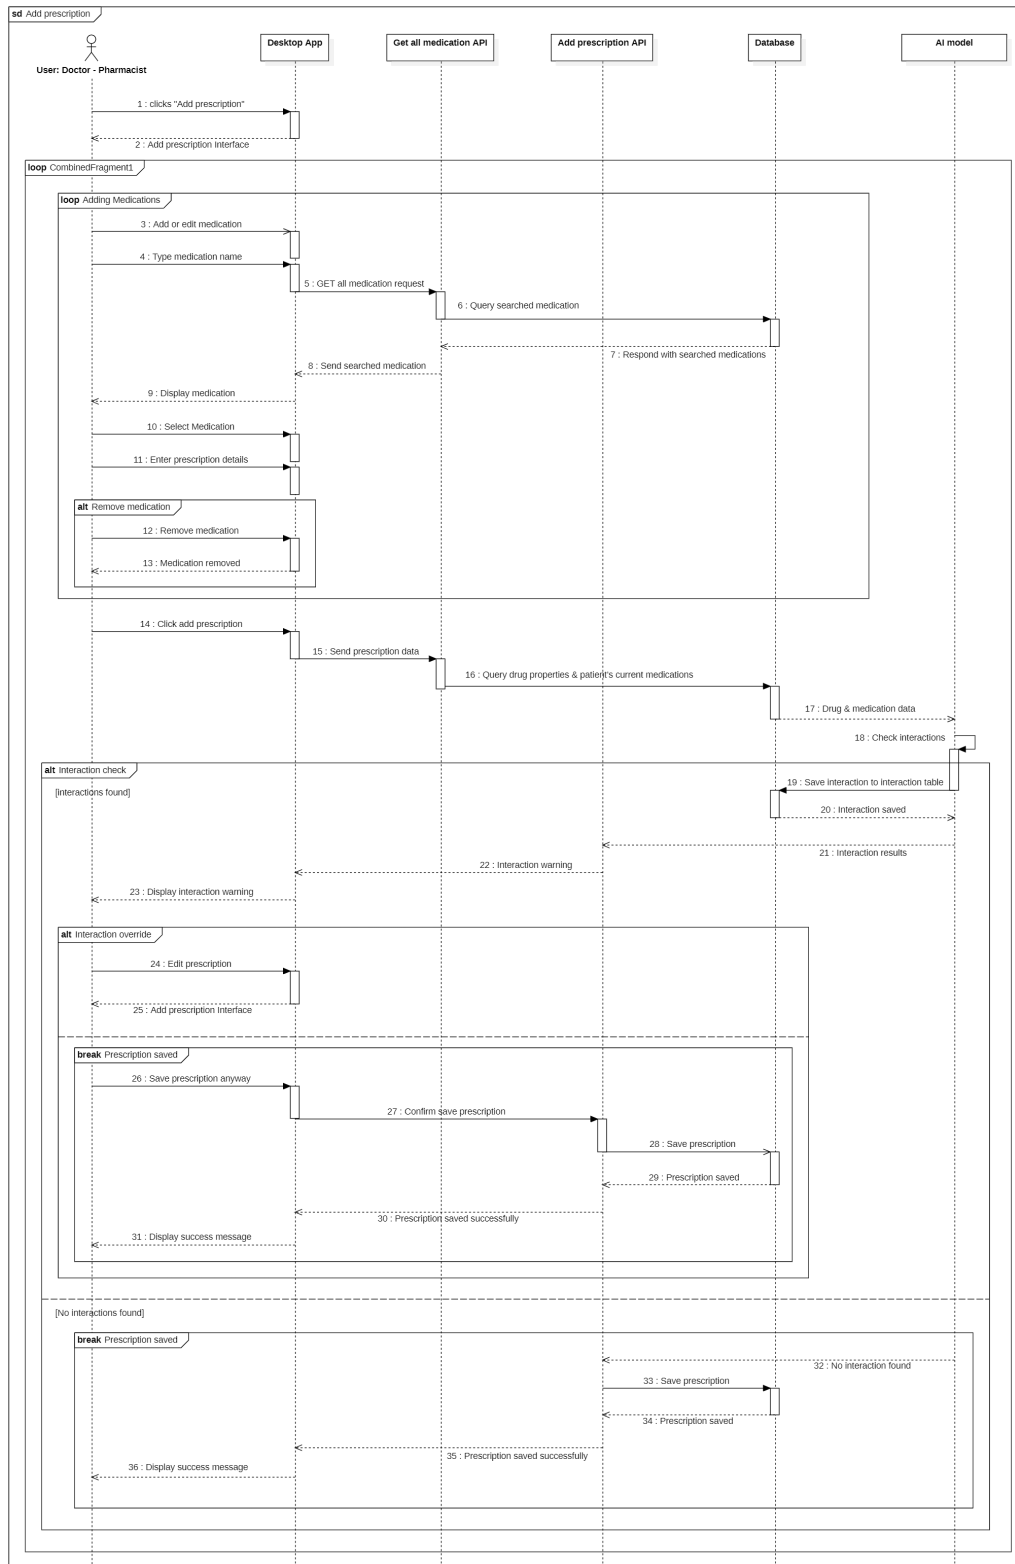 sd Add prescription
User: Doctor - Pharmacist
Desktop App
Get all medication API
Add prescription API
Database
AI model
1 : clicks "Add prescription"
2 : Add prescription Interface
loop CombinedFragment1
loop Adding Medications
3 : Add or edit medication
4 : Type medication name
5 : GET all medication request
6 : Query searched medication
7 : Respond with searched medications
8 : Send searched medication
9 : Display medication
10 : Select Medication
11 : Enter prescription details
alt Remove medication
12 : Remove medication
13 : Medication removed
14 : Click add prescription
15 : Send prescription data
16 : Query drug properties & patient's current medications
17 : Drug & medication data
18 : Check interactions
alt Interaction check
[interactions found]
19 : Save interaction to interaction table
20 : Interaction saved
21 : Interaction results
22 : Interaction warning
23 : Display interaction warning
alt Interaction override
24 : Edit prescription
25 : Add prescription Interface
break Prescription saved
26 : Save prescription anyway
27 : Confirm save prescription
28 : Save prescription
29 : Prescription saved
30 : Prescription saved successfully
31 : Display success message
[No interactions found]
break Prescription saved
32 : No interaction found
33 : Save prescription
34 : Prescription saved
35 : Prescription saved successfully
36 : Display success message